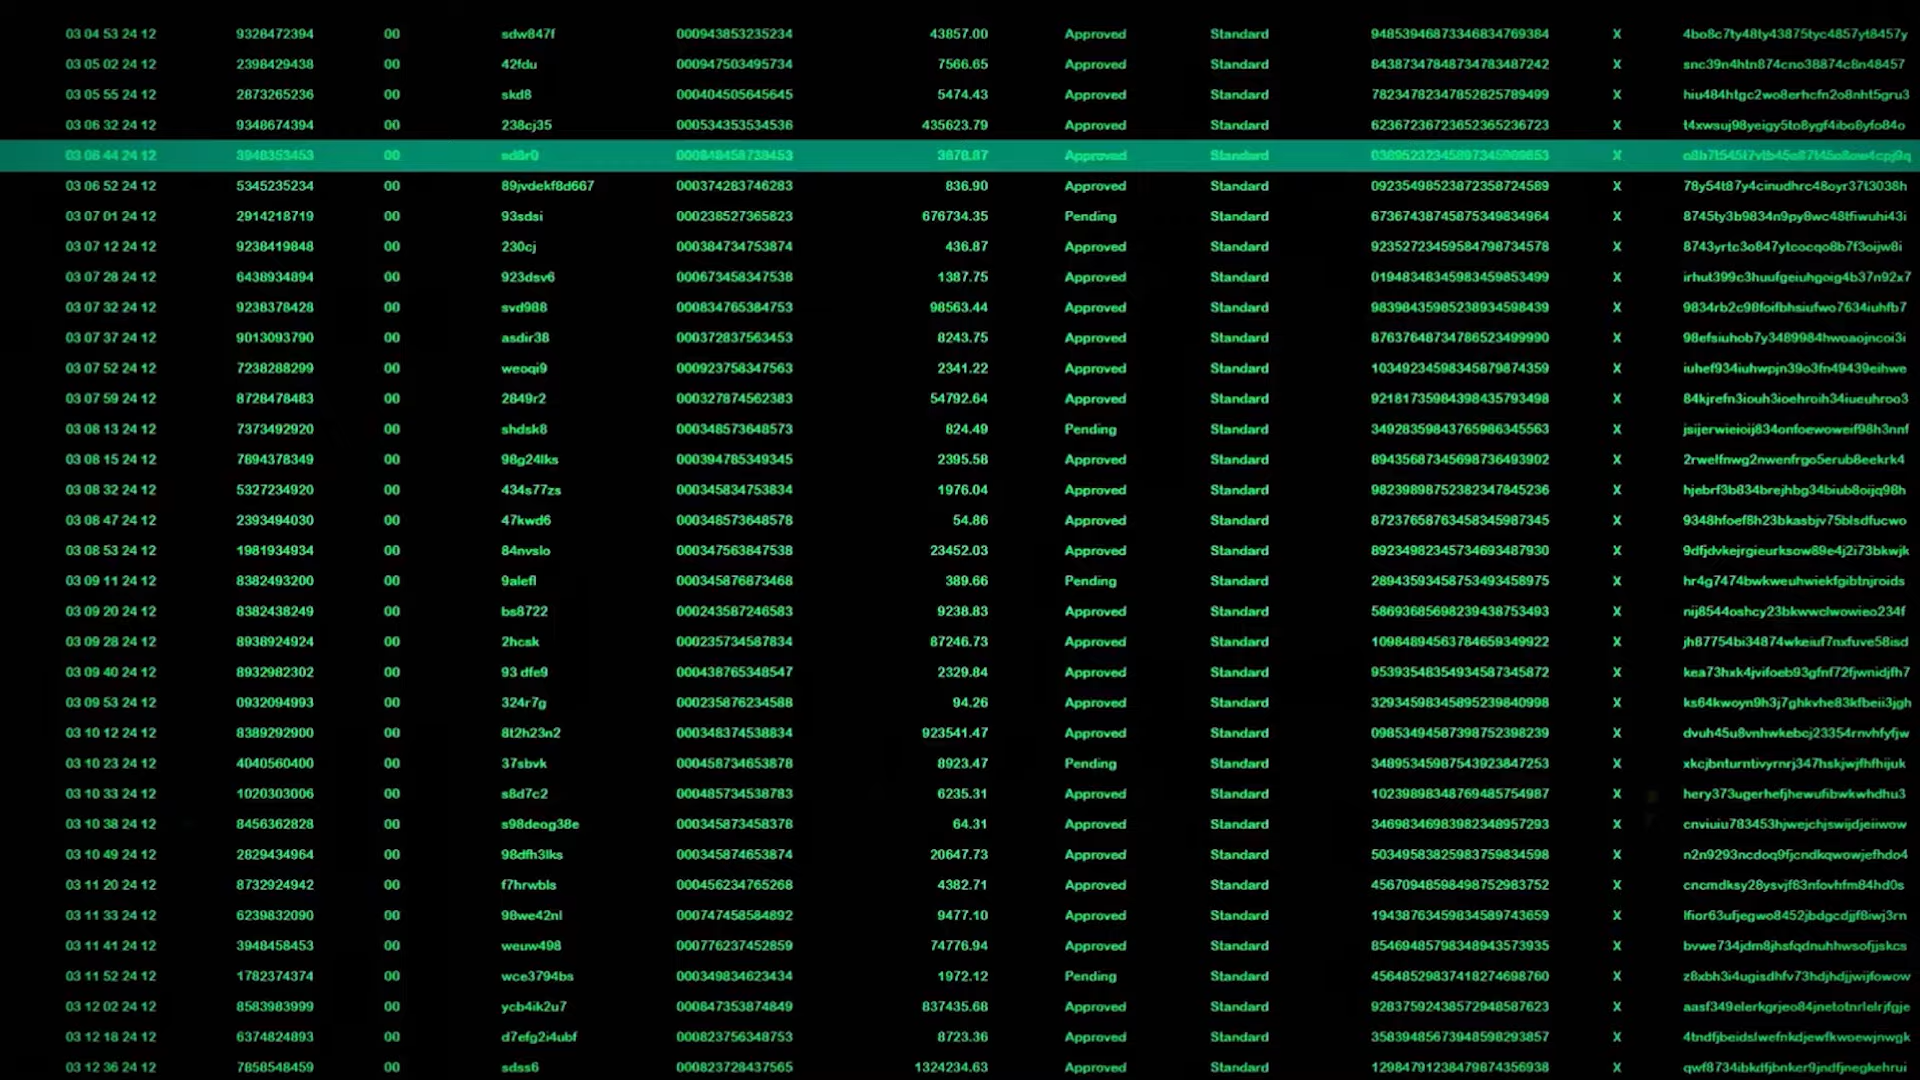 03 04 53 24 12 9328472394 00 sdw847f 000943853235234 43857.00 Approved Standard 94853946873346834769384 X 4bo8c7ty48ty43875tyc4857yt8457y
03 05 02 24 12 2398429438 00 42fdu 000947503495734 7566.65 Approved Standard 84387347848734783487242 X snc39n4htn874cno38874c8n48457
03 05 55 24 12 2873265236 00 skd8 000404505645645 5474.43 Approved Standard 78234782347852825789499 X hiu484htgc2wo8erhcfn2o8nht5gru3
03 06 32 24 12 9348674394 00 238cj35 000534353534536 435623.79 Approved Standard 62367236723652365236723 X t4xwsuj98yeigy5to8ygf4ibo8yfo84o
03 06 44 24 12 3948353453 00 sd8r0 000848458739453 3678.87 Approved Standard X
03 06 52 24 12 5345235234 00 89jvdekf8d667 000374283746283 836.90 Approved Standard 09235498523872358724589 X 78y54t87y4cinudhrc48oyr37t3038h
03 07 01 24 12 2914218719 00 93sdsi 000238527365823 676734.35 Pending Standard 67367438745875349834964 X 8745ty3b9834n9py8wc48tfiwuhi43i
03 07 12 24 12 9238419848 00 230cj 000384734753874 436.87 Approved Standard 92352723459584798734578 X 8743yrtc3o847ytcocqo8b7f3oijw8i
03 07 28 24 12 6438934894 00 923dsv6 000673458347538 1387.75 Approved Standard 01948348345983459853499 X irhut399c3huufgeiuhgoig4b37n92x7
03 07 32 24 12 9238378428 00 svd988 000834765384753 98563.44 Approved Standard 98398435985238934598439 X 9834rb2c98foifbhsiufwo7634iuhfb7
03 07 37 24 12 9013093790 00 asdir38 000372837563453 8243.75 Approved Standard 87637648734786523499990 X 98efsiuhob7y3489984hwoaojncoi3i
03 07 52 24 12 7238288299 00 weoqi9 000923758347563 2341.22 Approved Standard 10349234598345879874359 X iuhef934iuhwpjn39o3fn49439eihwe
03 07 59 24 12 8728478483 00 2849r2 000327874562383 54792.64 Approved Standard 92181735984398435793498 X 84kjrefn3iouh3ioehroih34iueuhroo3
03 08 13 24 12 7373492920 00 shdsk8 000348573648573 824.49 Pending Standard 34928359843765986345563 X jsijerwieioij834onfoewoweif98h3nnf
03 08 15 24 12 7894378349 00 98g24lks 000394785349345 2395.58 Approved Standard 89435687345698736493902 X 2rwelfnwg2nwenfrgo5erub8eekrk4
03 08 32 24 12 5327234920 00 434s77zs 000345834753834 1976.04 Approved Standard 98239898752382347845236 X hjebrf3b834brejhbg34biub8oijq98h
03 08 47 24 12 2393494030 00 47kwd6 000348573648578 54.86 Approved Standard 87237658763458345987345 X 9348hfoef8h23bkasbjv75blsdfucwo
03 08 53 24 12 1981934934 00 84nvslo 000347563847538 23452.03 Approved Standard 89234982345734693487930 X 9dfjdvkejrgieurksow89e4j2i73bkwjk
03 09 11 24 12 8382493200 00 9alefl 000345876873468 389.66 Pending Standard 28943593458753493458975 X hr4g7474bwkweuhwiekfgibtnjroids
03 09 20 24 12 8382438249 00 bs8722 000243587246583 9238.83 Approved Standard 58693685698239438753493 X nij8544oshcy23bkwwclwowieo234f
03 09 28 24 12 8938924924 00 2hcsk 000235734587834 87246.73 Approved Standard 10984894563784659349922 X jh87754bi34874wkeiuf7nxfuve58isd
03 09 40 24 12 8932982302 00 93 dfe9 000438765348547 2329.84 Approved Standard 95393548354934587345872 X kea73hxk4jvifoeb93gfnf72fjwnidjfh7
03 09 53 24 12 0932094993 00 324r7g 000235876234588 94.26 Approved Standard 32934598345895239840998 X ks64kwoyn9h3j7ghkvhe83kfbeii3jgh
03 10 12 24 12 8389292900 00 8t2h23n2 000348374538834 923541.47 Approved Standard 09853494587398752398239 X dvuh45u8vnhwkebcj23354rnvhfyfjw
03 10 23 24 12 4040560400 00 37sbvk 000458734653878 8923.47 Pending Standard 34895345987543923847253 X xkcjbnturntivyrnrj347hskjwjfhfhijuk
03 10 33 24 12 1020303006 00 s8d7c2 000485734538783 6235.31 Approved Standard 10239898348769485754987 X hery373ugerhefjhewufibwkwhdhu3
03 10 38 24 12 8456362828 00 s98deog38e 000345873458378 64.31 Approved Standard 34698346983982348957293 X cnviuiu783453hjwejchjswijdjeiiwow
03 10 49 24 12 2829434964 00 98dfh3lks 000345874653874 20647.73 Approved Standard 50349583825983759834598 X n2n9293ncdoq9fjcndkqwowjefhdo4
03 11 20 24 12 8732924942 00 f7hrwbls 000456234765268 4382.71 Approved Standard 45670948598498752983752 X cncmdksy28ysvjf83nfovhfm84hd0s
03 11 33 24 12 6239832090 00 98we42nl 000747458584892 9477.10 Approved Standard 19438763459834589743659 X lfior63ufjegwo8452jbdgcdjjf8iwj3rn
03 11 41 24 12 3948458453 00 weuw498 000776237452859 74776.94 Approved Standard 85469485798348943573935 X bvwe734jdm8jhsfqdnuhhwsofjjskcs
03 11 52 24 12 1782374374 00 wce3794bs 000349834623434 1972.12 Pending Standard 45648529837418274698760 X z8xbh3i4ugisdhfv73hdjhdjjwijfowow
03 12 02 24 12 8583983999 00 ycb4ik2u7 000847353874849 837435.68 Approved Standard 92837592438572948587623 X aasf349elerkgrjeo84jnetotnrlelrjfgje
03 12 18 24 12 6374824893 00 d7efg2i4ubf 000823756348753 8723.36 Approved Standard 35839485673948598293857 X 4tndfjbeidslwefnkdjewfkwoewjnwgk
03 12 36 24 12 7858548459 00 sdss6 000823728437565 1324234.63 Approved Standard 12984791238479874356938 X qwf8734ibkdfjbnker9jndfjnegkehrui